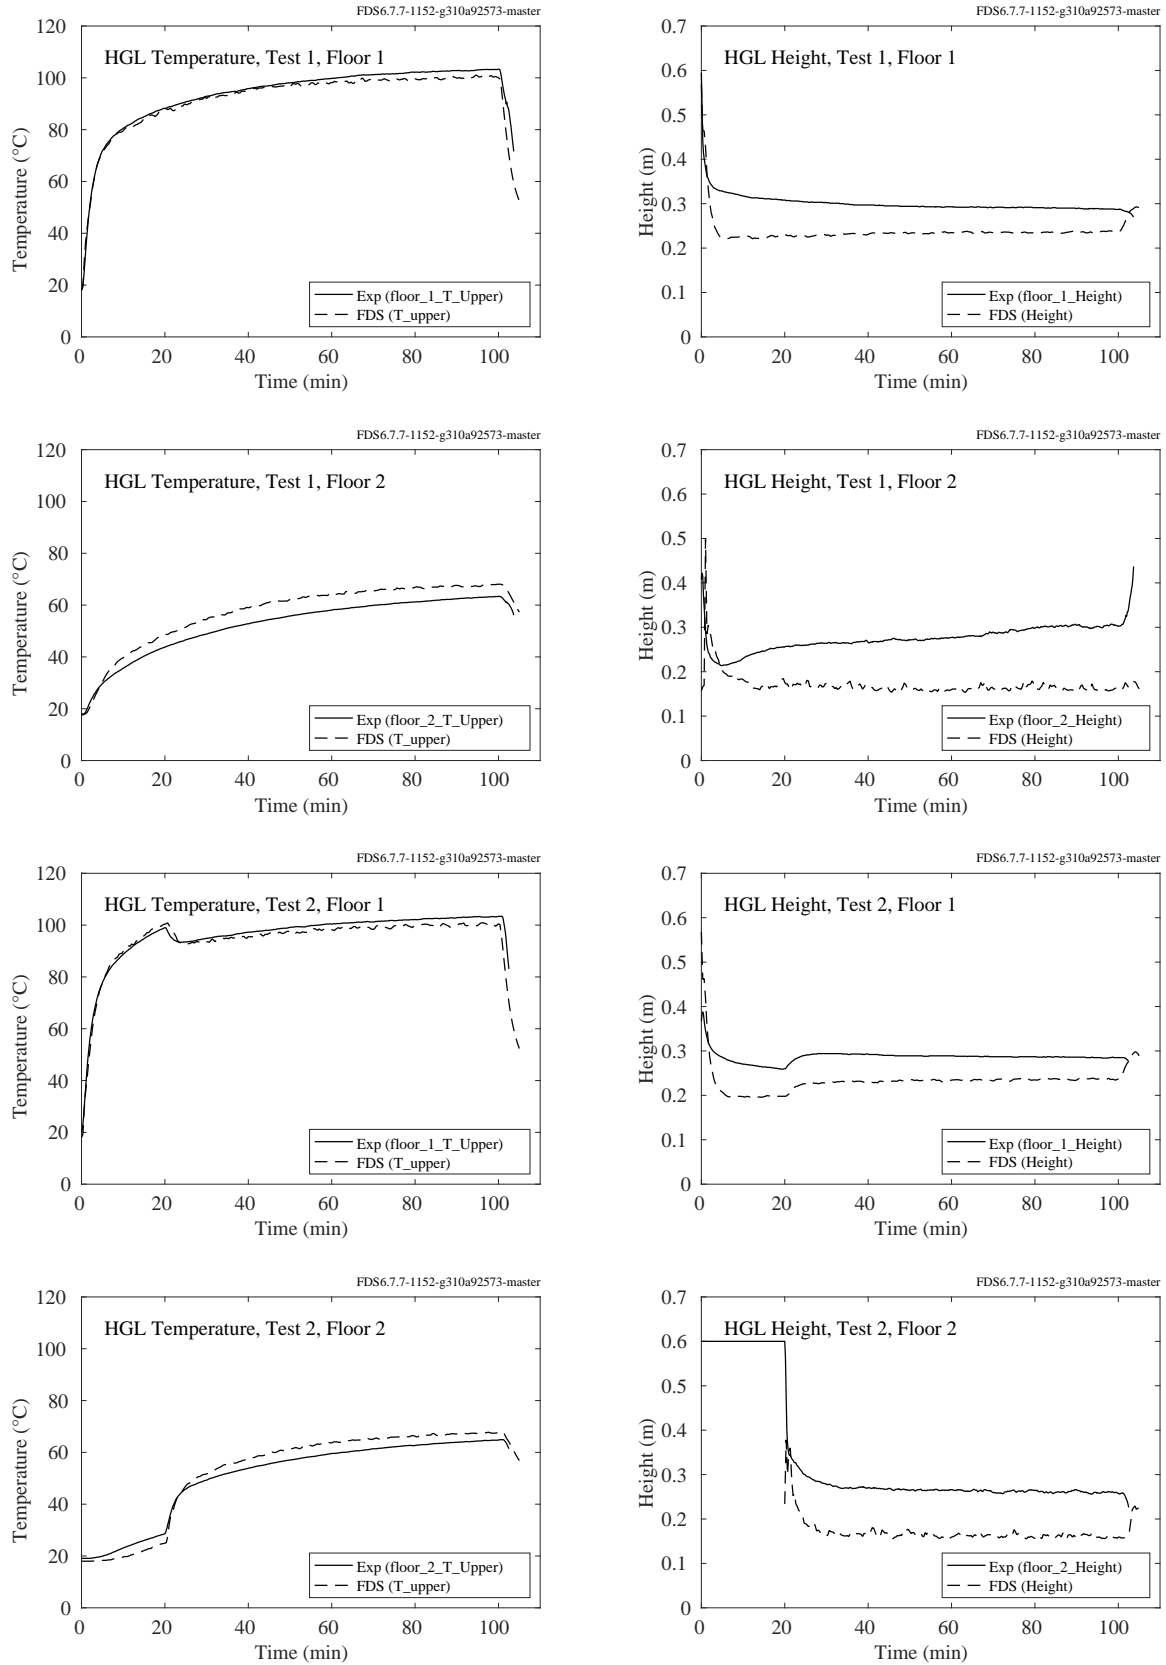 FDS6.7.7-1152-g310a92573-master
HGL Temperature, Test 1, Floor 1
Temperature (°C)
120
100
80
60
40
20
0
0 20 40 60 80 100
Time (min)
Exp (floor_1_T_Upper)
FDS (T_upper)
FDS6.7.7-1152-g310a92573-master
HGL Height, Test 1, Floor 1
Height (m)
0.7
0.6
0.5
0.4
0.3
0.2
0.1
0
0 20 40 60 80 100
Time (min)
Exp (floor_1_Height)
FDS (Height)
FDS6.7.7-1152-g310a92573-master
HGL Temperature, Test 1, Floor 2
Temperature (°C)
120
100
80
60
40
20
0
0 20 40 60 80 100
Time (min)
Exp (floor_2_T_Upper)
FDS (T_upper)
FDS6.7.7-1152-g310a92573-master
HGL Height, Test 1, Floor 2
Height (m)
0.7
0.6
0.5
0.4
0.3
0.2
0.1
0
0 20 40 60 80 100
Time (min)
Exp (floor_2_Height)
FDS (Height)
FDS6.7.7-1152-g310a92573-master
HGL Temperature, Test 2, Floor 1
Temperature (°C)
120
100
80
60
40
20
0
0 20 40 60 80 100
Time (min)
Exp (floor_1_T_Upper)
FDS (T_upper)
FDS6.7.7-1152-g310a92573-master
HGL Height, Test 2, Floor 1
Height (m)
0.7
0.6
0.5
0.4
0.3
0.2
0.1
0
0 20 40 60 80 100
Time (min)
Exp (floor_1_Height)
FDS (Height)
FDS6.7.7-1152-g310a92573-master
HGL Temperature, Test 2, Floor 2
Temperature (°C)
120
100
80
60
40
20
0
0 20 40 60 80 100
Time (min)
Exp (floor_2_T_Upper)
FDS (T_upper)
FDS6.7.7-1152-g310a92573-master
HGL Height, Test 2, Floor 2
Height (m)
0.7
0.6
0.5
0.4
0.3
0.2
0.1
0
0 20 40 60 80 100
Time (min)
Exp (floor_2_Height)
FDS (Height)